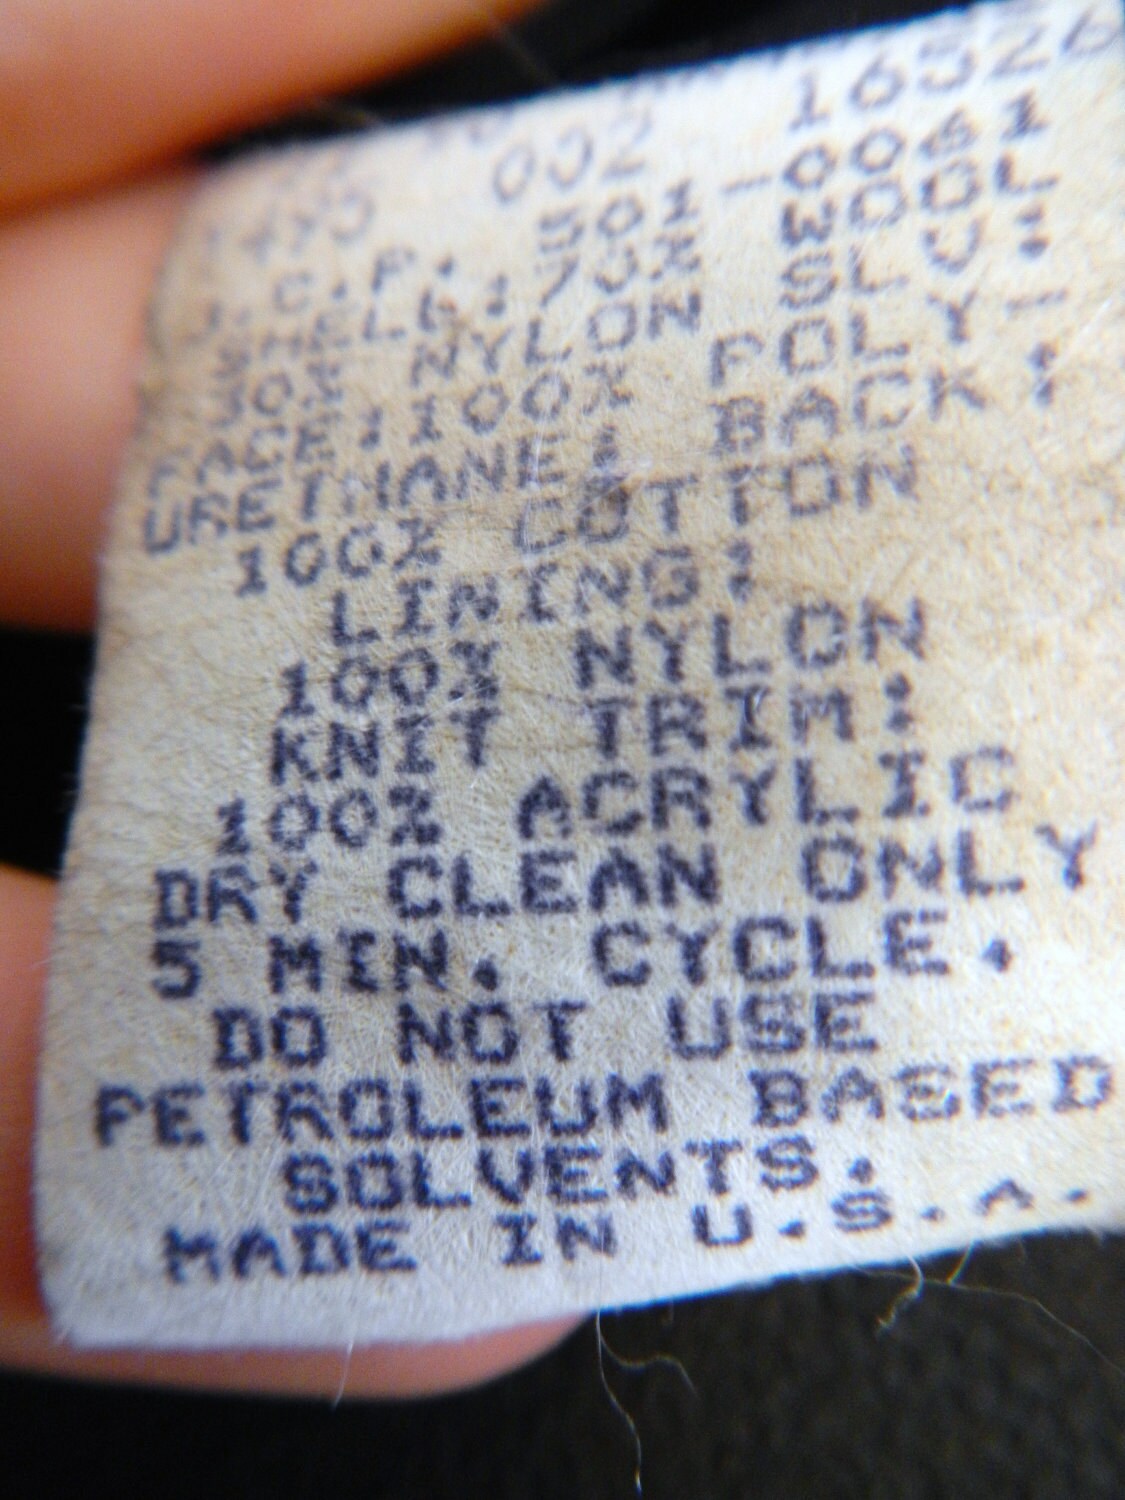 16526
002
J.C.P. 501-0061
SHELL: 70% WOOL
30% NYLON SLV:
FACE:100% POLY-
URETHANE; BACK:
100% COTTON
LINING:
100% NYLON
KNIT TRIM:
100% ACRYLIC
DRY CLEAN ONLY
5 MIN. CYCLE.
DO NOT USE
PETROLEUM BASED
SOLVENTS.
MADE IN U.S.A.